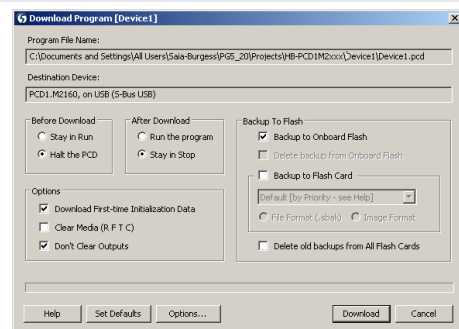 Download Program [Device1]
Program File Name:
C:\Documents and Settings\All Users\Saia-Burgess\PG5_20\Projects\HB-PCD1M2xxx\Device1\Device1.pcd
Destination Device:
PCD1.M2160, on USB (S-Bus USB)
Before Download
Stay in Run
Halt the PCD
After Download
Run the program
Stay in Stop
Options
Download First-time Initialization Data
Clear Media (R F T C)
Don't Clear Outputs
Backup To Flash
Backup to Onboard Flash
Delete backup from Onboard Flash
Backup to Flash Card
Default [by Priority - see Help]
File Format (.sbak) Image Format
Delete old backups from All Flash Cards
Help Set Defaults Options... Download Cancel